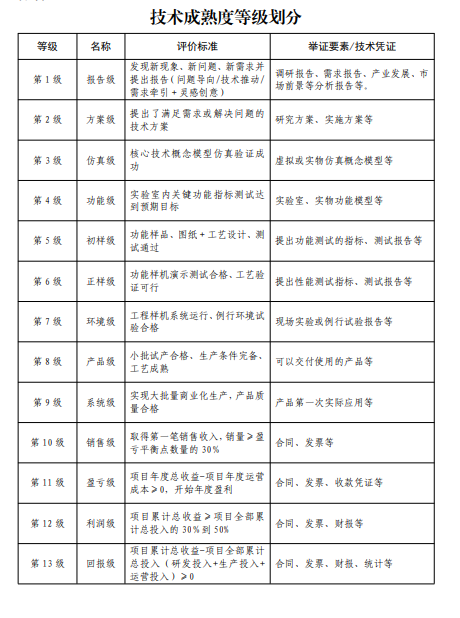 技术成熟度等级划分
等级 名称 评价标准 举证要素/技术凭证
第1级 报告级 发现新现象、新问题、新需求并
提出报告(问题导向/技术推动/
需求牵引+灵感创意) 调研报告、需求报告、产业发展、市
场前景等分析报告等。
第2级 方案级 提出了满足需求或解决问题的
技术方案 研究方案、实施方案等
第3级 仿真级 核心技术概念模型仿真验证成
功 虚拟或实物仿真概念模型等
第4级 功能级 实验室内关键功能指标测试达
到预期目标 实验室、实物功能模型等
第5级 初样级 功能样品、图纸+工艺设计、测
试通过 提出功能测试的指标、测试报告等
第6级 正样级 功能样机演示测试合格、工艺验
证可行 提出性能测试指标、测试报告等
第7级 环境级 工程样机系统运行、例行环境试
验合格 现场实验或例行试验报告等
第8级 产品级 小批试产合格、生产条件完备、
工艺成熟 可以交付使用的产品等
第9级 系统级 实现大批量商业化生产、产品质
量合格 产品第一次实际应用等
第10级 销售级 取得第一笔销售收入,销量≥盈
亏平衡点数量的30% 合同、发票等
第11级 盈亏级 项目年度总收益-项目年度运营
成本≥0,开始年度盈利 合同、发票、收款凭证等
第12级 利润级 项目累计总收益≥项目全部累
计总投入的30%到50% 合同、发票、财报等
第13级 回报级 项目累计总收益-项目全部累计
总投入(研发投入+生产投入+
运营投入)≥0 合同、发票、财报、统计等